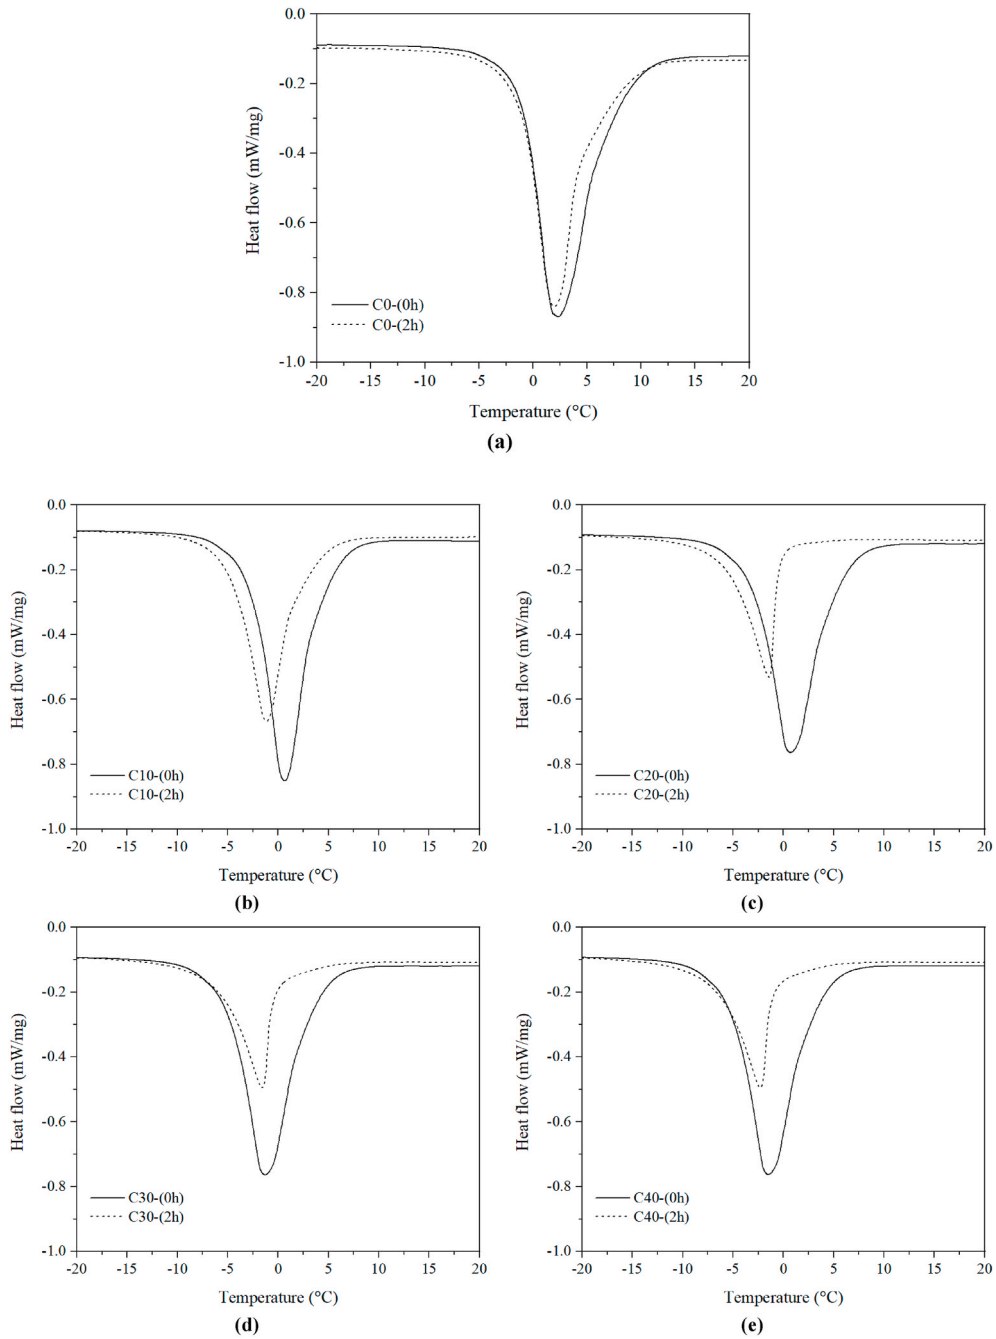 0.0
-0.2
-0.4
-0.6
-0.8
-1.0
Heat flow (mW/mg)
C0-(0h)
C0-(2h)
-20 -15 -10 -5 0 5 10 15 20
Temperature (°C)
(a)
0.0
-0.2
-0.4
-0.6
-0.8
-1.0
Heat flow (mW/mg)
C10-(0h)
C10-(2h)
-20 -15 -10 -5 0 5 10 15 20
Temperature (°C)
(b)
0.0
-0.2
-0.4
-0.6
-0.8
-1.0
Heat flow (mW/mg)
C20-(0h)
C20-(2h)
-20 -15 -10 -5 0 5 10 15 20
Temperature (°C)
(c)
0.0
-0.2
-0.4
-0.6
-0.8
-1.0
Heat flow (mW/mg)
C30-(0h)
C30-(2h)
-20 -15 -10 -5 0 5 10 15 20
Temperature (°C)
(d)
0.0
-0.2
-0.4
-0.6
-0.8
-1.0
Heat flow (mW/mg)
C40-(0h)
C40-(2h)
-20 -15 -10 -5 0 5 10 15 20
Temperature (°C)
(e)